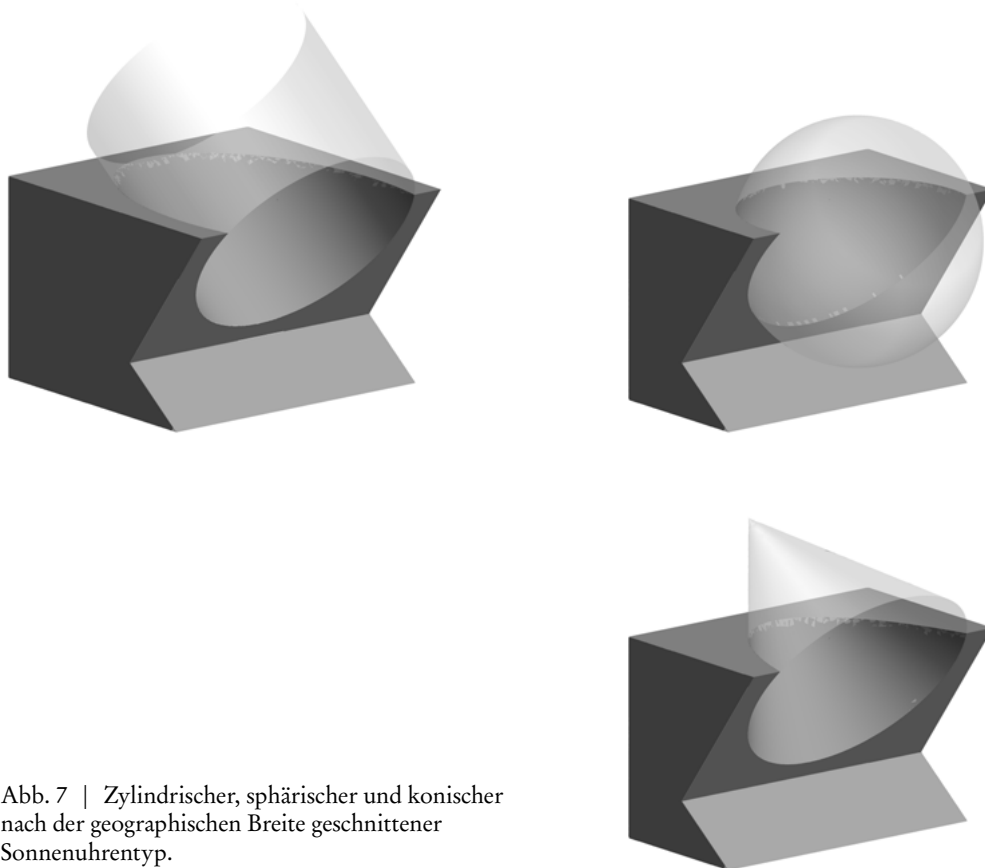 Abb. 7 | Zylindrischer, sphärischer und konischer
nach der geographischen Breite geschnittener
Sonnenuhrentyp.